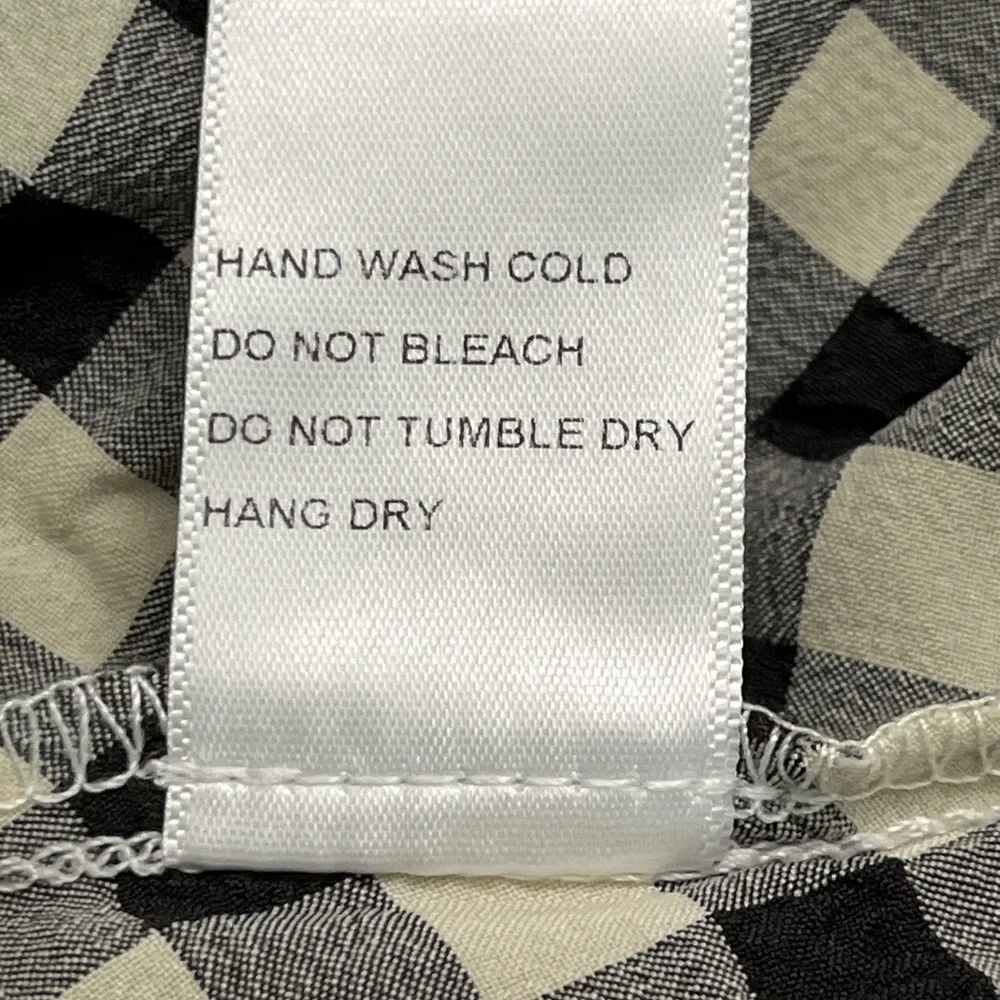 HAND WASH COLD
DO NOT BLEACH
DO NOT TUMBLE DRY
HANG DRY